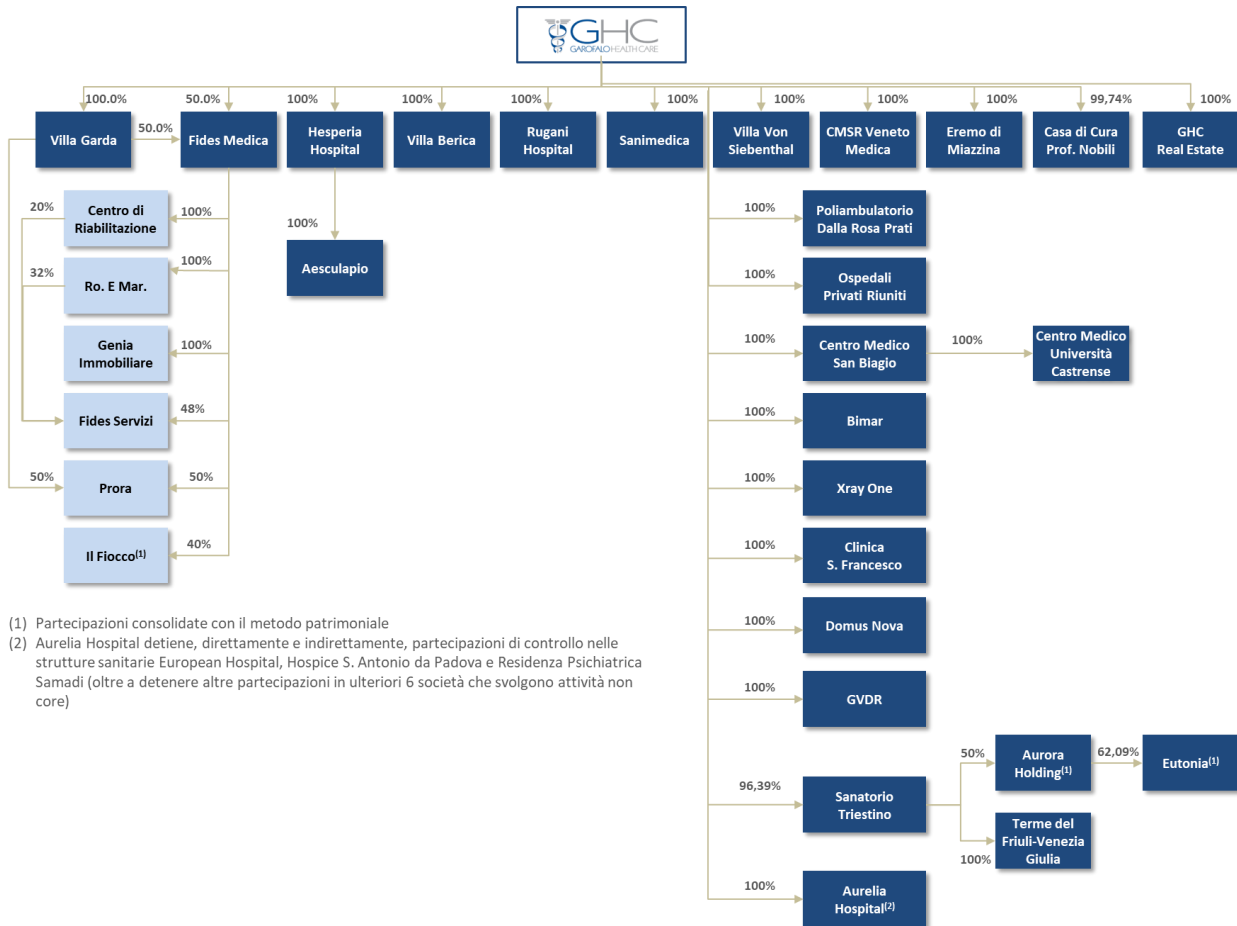 GHC
GAROFALO HEALTH CARE
100.0%
50.0%
100%
100%
100%
100%
100%
100%
100%
99,74%
100%
Villa Garda
50.0%
Fides Medica
Hesperia
Hospital
Villa Berica
Rugani
Hospital
Sanimedica
Villa Von
Siebenthal
CMSR Veneto
Medica
Eremo di
Miazzina
Casa di Cura
Prof. Nobili
GHC
Real Estate
20%
Centro di
Riabilitazione
100%
32%
Ro. E Mar.
100%
Genia
Immobiliare
100%
Fides Servizi
48%
50%
Prora
50%
Il Fiocco(1)
40%
100%
Aesculapio
100%
Poliambulatorio
Dalla Rosa Prati
100%
Ospedali
Privati Riuniti
100%
Centro Medico
San Biagio
100%
Centro Medico
Università
Castrense
100%
Bimar
100%
Xray One
100%
Clinica
S. Francesco
100%
Domus Nova
100%
GVDR
96,39%
Sanatorio
Triestino
50%
Aurora
Holding(1)
62,09%
Eutonia(1)
100%
Terme del
Friuli-Venezia
Giulia
100%
Aurelia
Hospital(2)
(1) Partecipazioni consolidate con il metodo patrimoniale
(2) Aurelia Hospital detiene, direttamente e indirettamente, partecipazioni di controllo nelle
strutture sanitarie European Hospital, Hospice S. Antonio da Padova e Residenza Psichiatrica
Samadi (oltre a detenere altre partecipazioni in ulteriori 6 società che svolgono attività non
core)